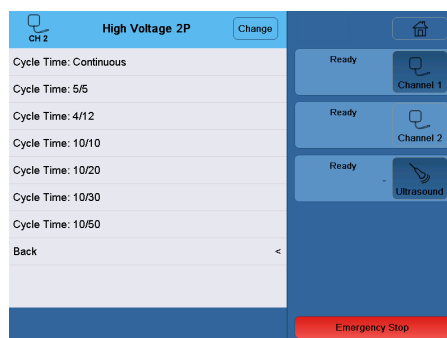 CH 2
High Voltage 2P
Change
Cycle Time: Continuous
Cycle Time: 5/5
Cycle Time: 4/12
Cycle Time: 10/10
Cycle Time: 10/20
Cycle Time: 10/30
Cycle Time: 10/50
Back <
Ready
Channel 1
Ready
Channel 2
Ready
-
Ultrasound
Emergency Stop